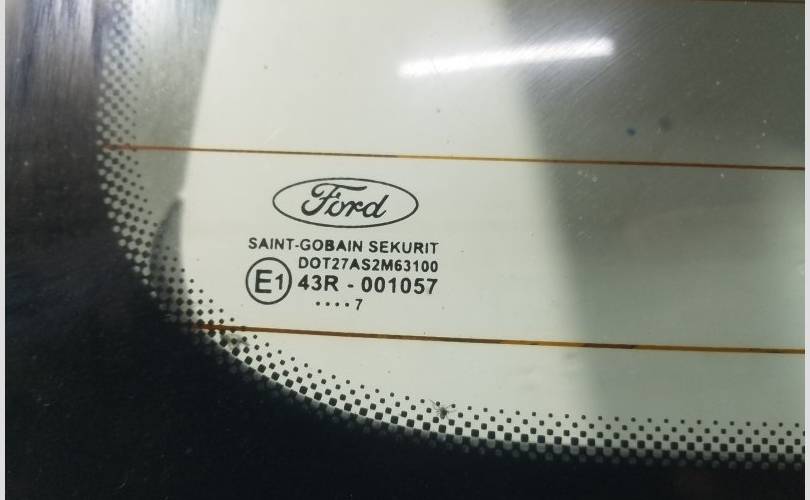 Ford
SAINT-GOBAIN SEKURIT
DOT27AS2M63100
E1 43R - 001057
....7